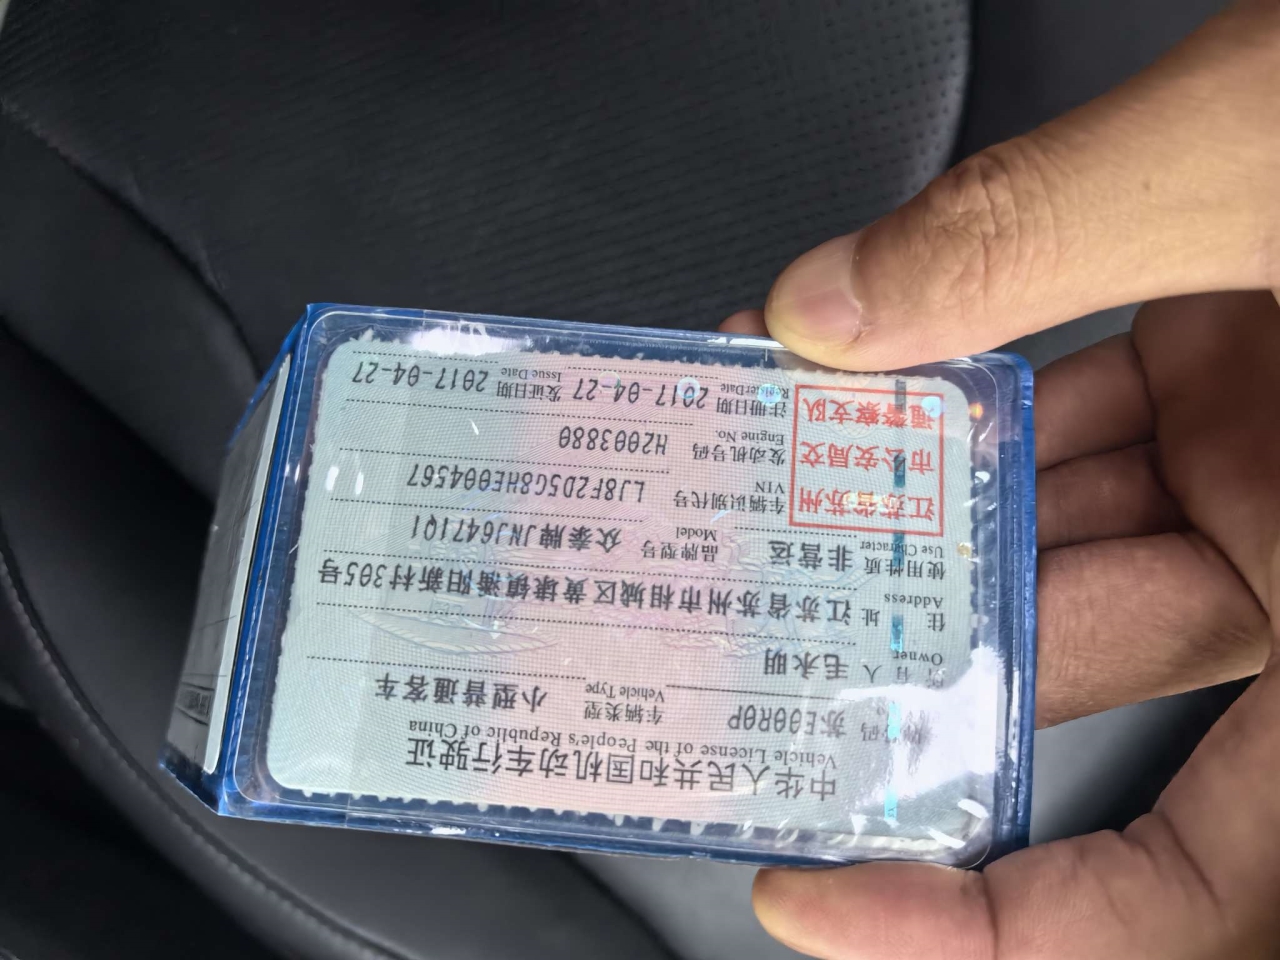 中华人民共和国机动车行驶证
Vehicle License of the People's Republic of China
号码 苏E00R0P 车辆类型 小型普通客车
Vehicle Type
所有人 毛永明
Owner
住址 江苏省苏州市相城区黄埭镇潘阳新村305号
Address
使用性质 非营运 品牌型号 众泰牌JNJ6471QI
Use Character Model
江苏省苏州
市公安局交
通警察支队
车辆识别代号 LJ8F2D5G8HE004567
VIN
发动机号码 H2003880
Engine No.
注册日期 2017-04-27 发证日期 2017-04-27
Register Date Issue Date